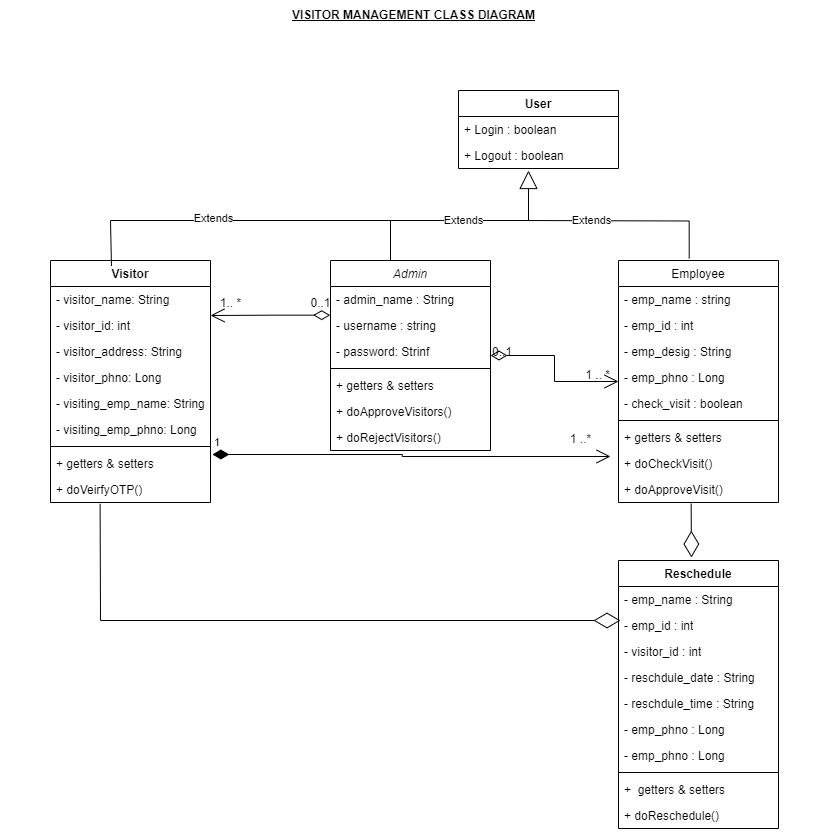 VISITOR MANAGEMENT CLASS DIAGRAM
User
+ Login : boolean
+ Logout : boolean
Extends
Extends
Extends
Visitor
- visitor_name: String
- visitor_id: int
- visitor_address: String
- visitor_phno: Long
- visiting_emp_name: String
- visiting_emp_phno: Long
+ getters & setters
+ doVeirfyOTP()
1.. *
0..1
Admin
- admin_name : String
- username : string
- password: Strinf
+ getters & setters
+ doApproveVisitors()
+ doRejectVisitors()
0..1
1 ..*
Employee
- emp_name : string
- emp_id : int
- emp_desig : String
- emp_phno : Long
- check_visit : boolean
+ getters & setters
+ doCheckVisit()
+ doApproveVisit()
1
1 ..*
Reschedule
- emp_name : String
- emp_id : int
- visitor_id : int
- reschdule_date : String
- reschdule_time : String
- emp_phno : Long
- emp_phno : Long
+ getters & setters
+ doReschedule()